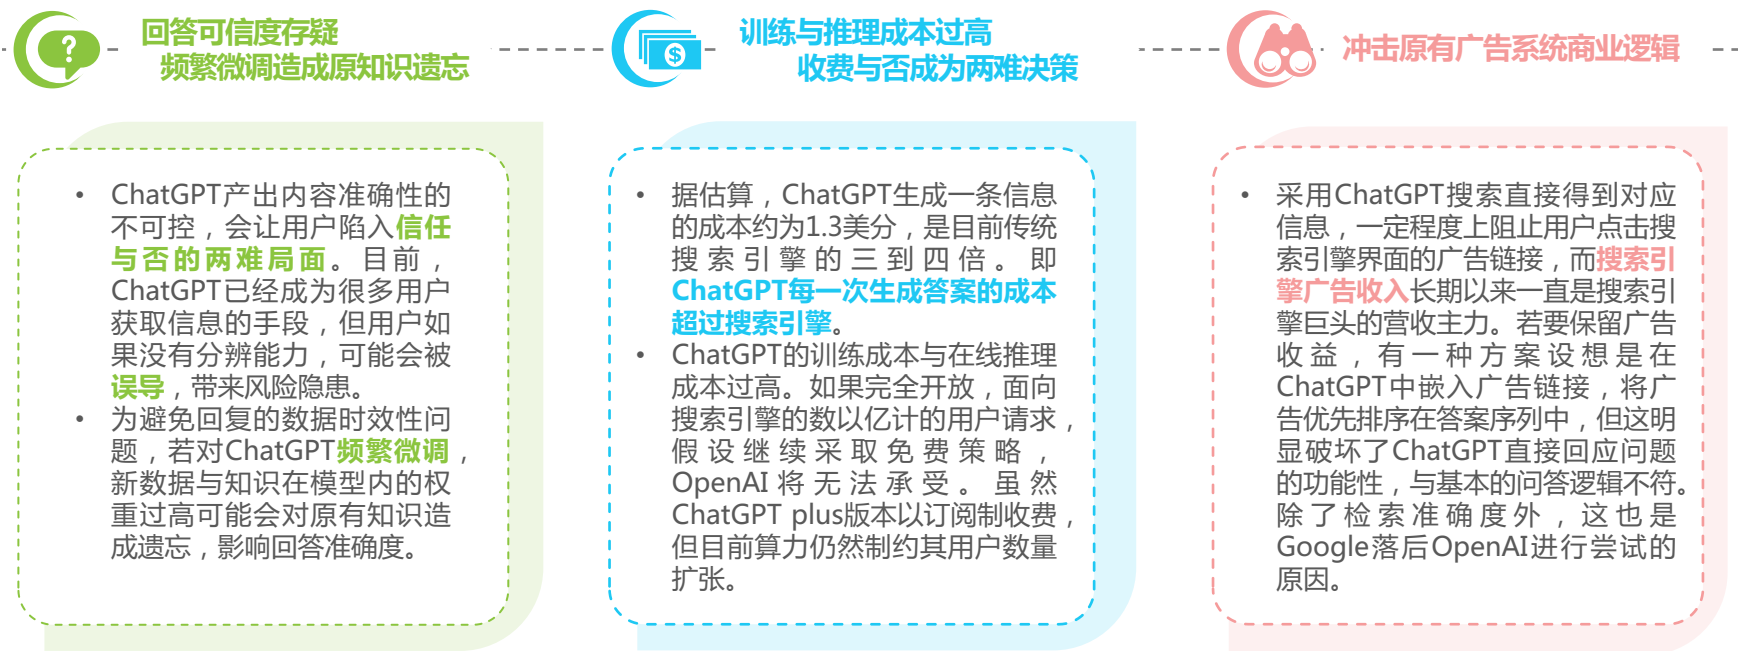 回答可信度存疑
频繁微调造成原知识遗忘
ChatGPT产出内容准确性的
不可控，会让用户陷入信任
与否的两难局面。目前，
ChatGPT已经成为很多用户
获取信息的手段，但用户如
果没有分辨能力，可能会被
误导，带来风险隐患。
为避免回复的数据时效性问
题，若对ChatGPT频繁微调，
新数据与知识在模型内的权
重过高可能会对原有知识造
成遗忘，影响回答准确度。
训练与推理成本过高
收费与否成为两难决策
据估算，ChatGPT生成一条信息
的成本约为1.3美分，是目前传统
搜索引擎的三到四倍。即
ChatGPT每一次生成答案的成本
超过搜索引擎。
ChatGPT的训练成本与在线推理
成本过高。如果完全开放，面向
搜索引擎的数以亿计的用户请求，
假设继续采取免费策略，
OpenAI将无法承受。虽然
ChatGPT plus版本以订阅制收费，
但目前算力仍然制约其用户数量
扩张。
冲击原有广告系统商业逻辑
采用ChatGPT搜索直接得到对应
信息，一定程度上阻止用户点击搜
索引擎界面的广告链接，而搜索引
擎广告收入长期以来一直是搜索引
擎巨头的营收主力。若要保留广告
收益，有一种方案设想是在
ChatGPT中嵌入广告链接，将广
告优先排序在答案序列中，但这明
显破坏了ChatGPT直接回应问题
的功能性，与基本的问答逻辑不符。
除了检索准确度外，这也是
Google落后OpenAI进行尝试的
原因。